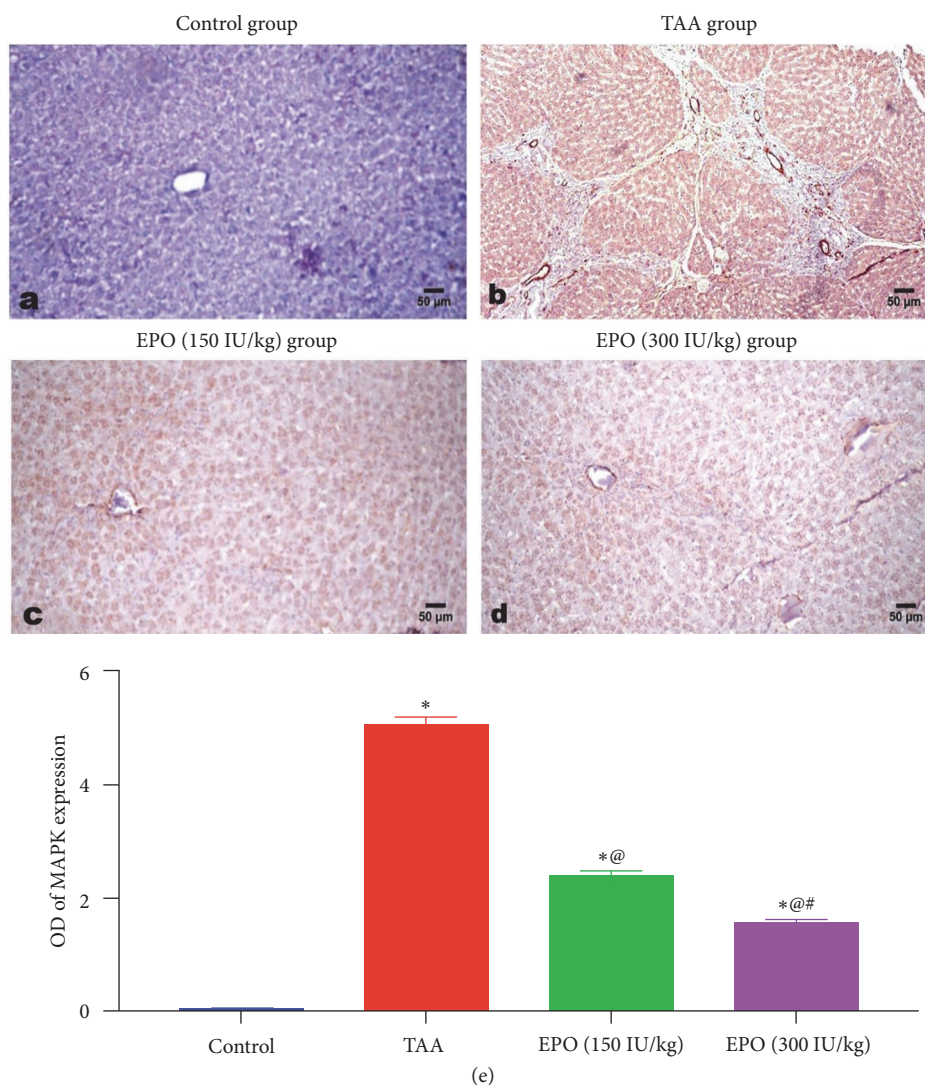 Control group
TAA group
a
50 µm
b
50 µm
EPO (150 IU/kg) group
EPO (300 IU/kg) group
c
50 µm
d
50 µm
OD of MAPK expression
6
4
2
0
*
*@
*@#
Control
TAA
EPO (150 IU/kg)
EPO (300 IU/kg)
(e)